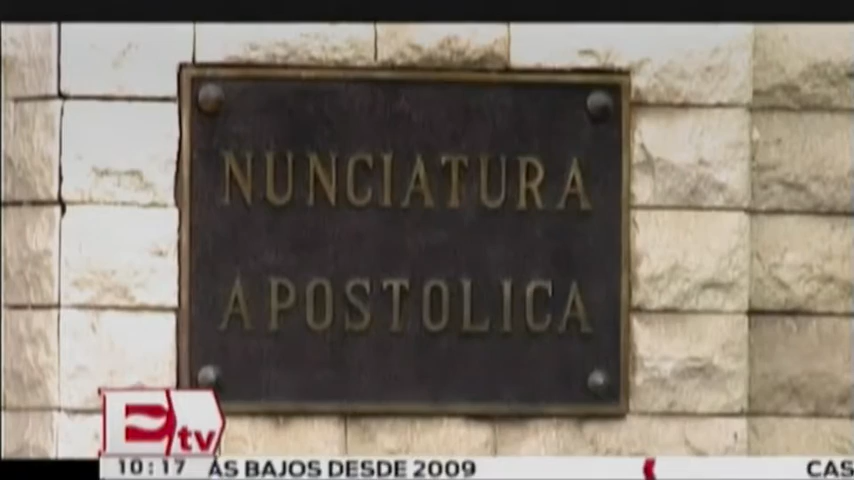 NUNCIATURA
APOSTOLICA
tv
10:17 AS BAJOS DESDE 2009 CAS